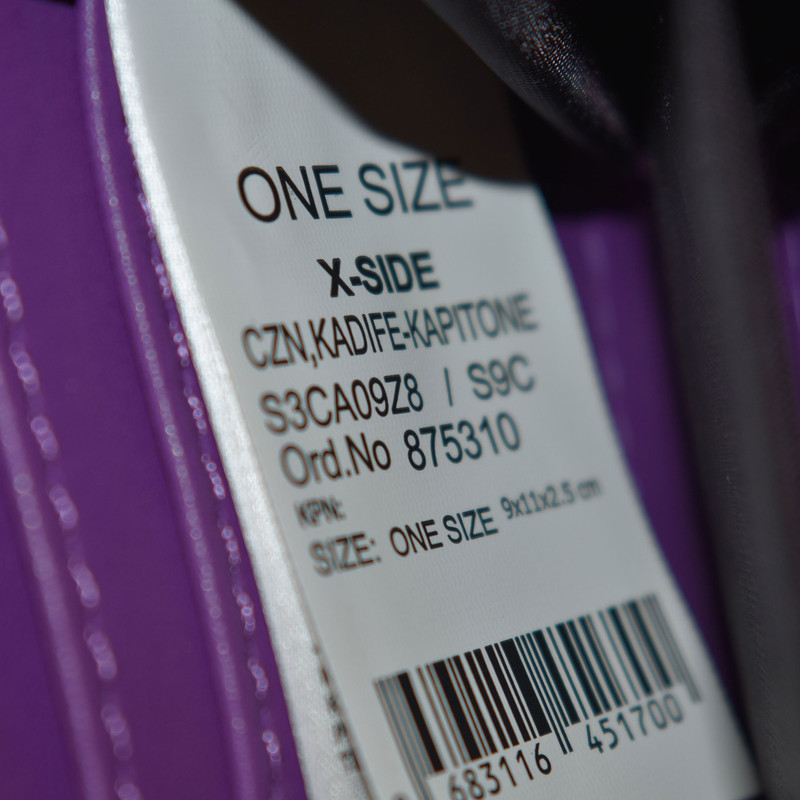 ONE SIZE
X-SIDE
CZN,KADIFE-KAPITONE
S3CA09Z8 / S9C
Ord.No 875310
KPN:
SIZE: ONE SIZE 9x11x2.5 cm
683116 451700